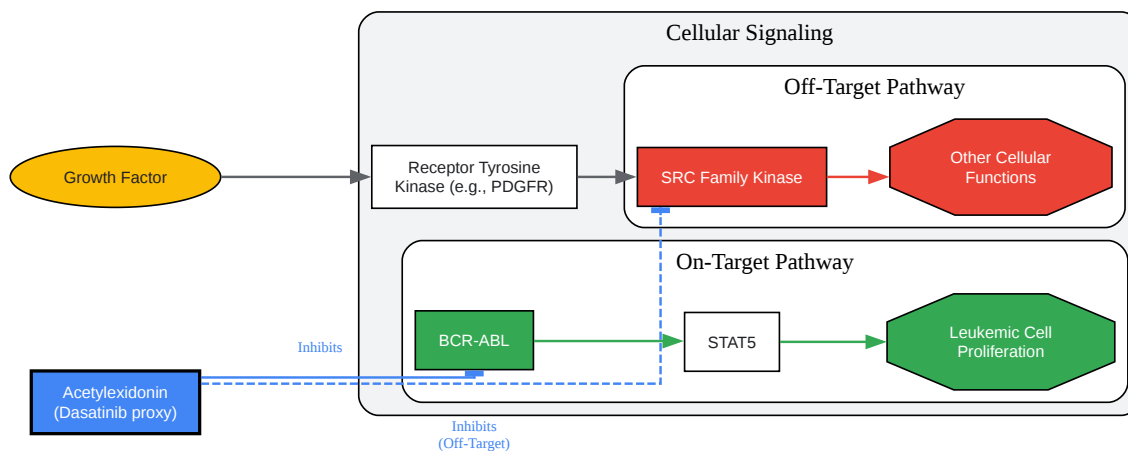 Cellular Signaling
Off-Target Pathway
Growth Factor
Receptor Tyrosine
Kinase (e.g., PDGFR)
SRC Family Kinase
Other Cellular
Functions
On-Target Pathway
BCR-ABL
STAT5
Leukemic Cell
Proliferation
Inhibits
Acetylexidonin
(Dasatinib proxy)
Inhibits
(Off-Target)